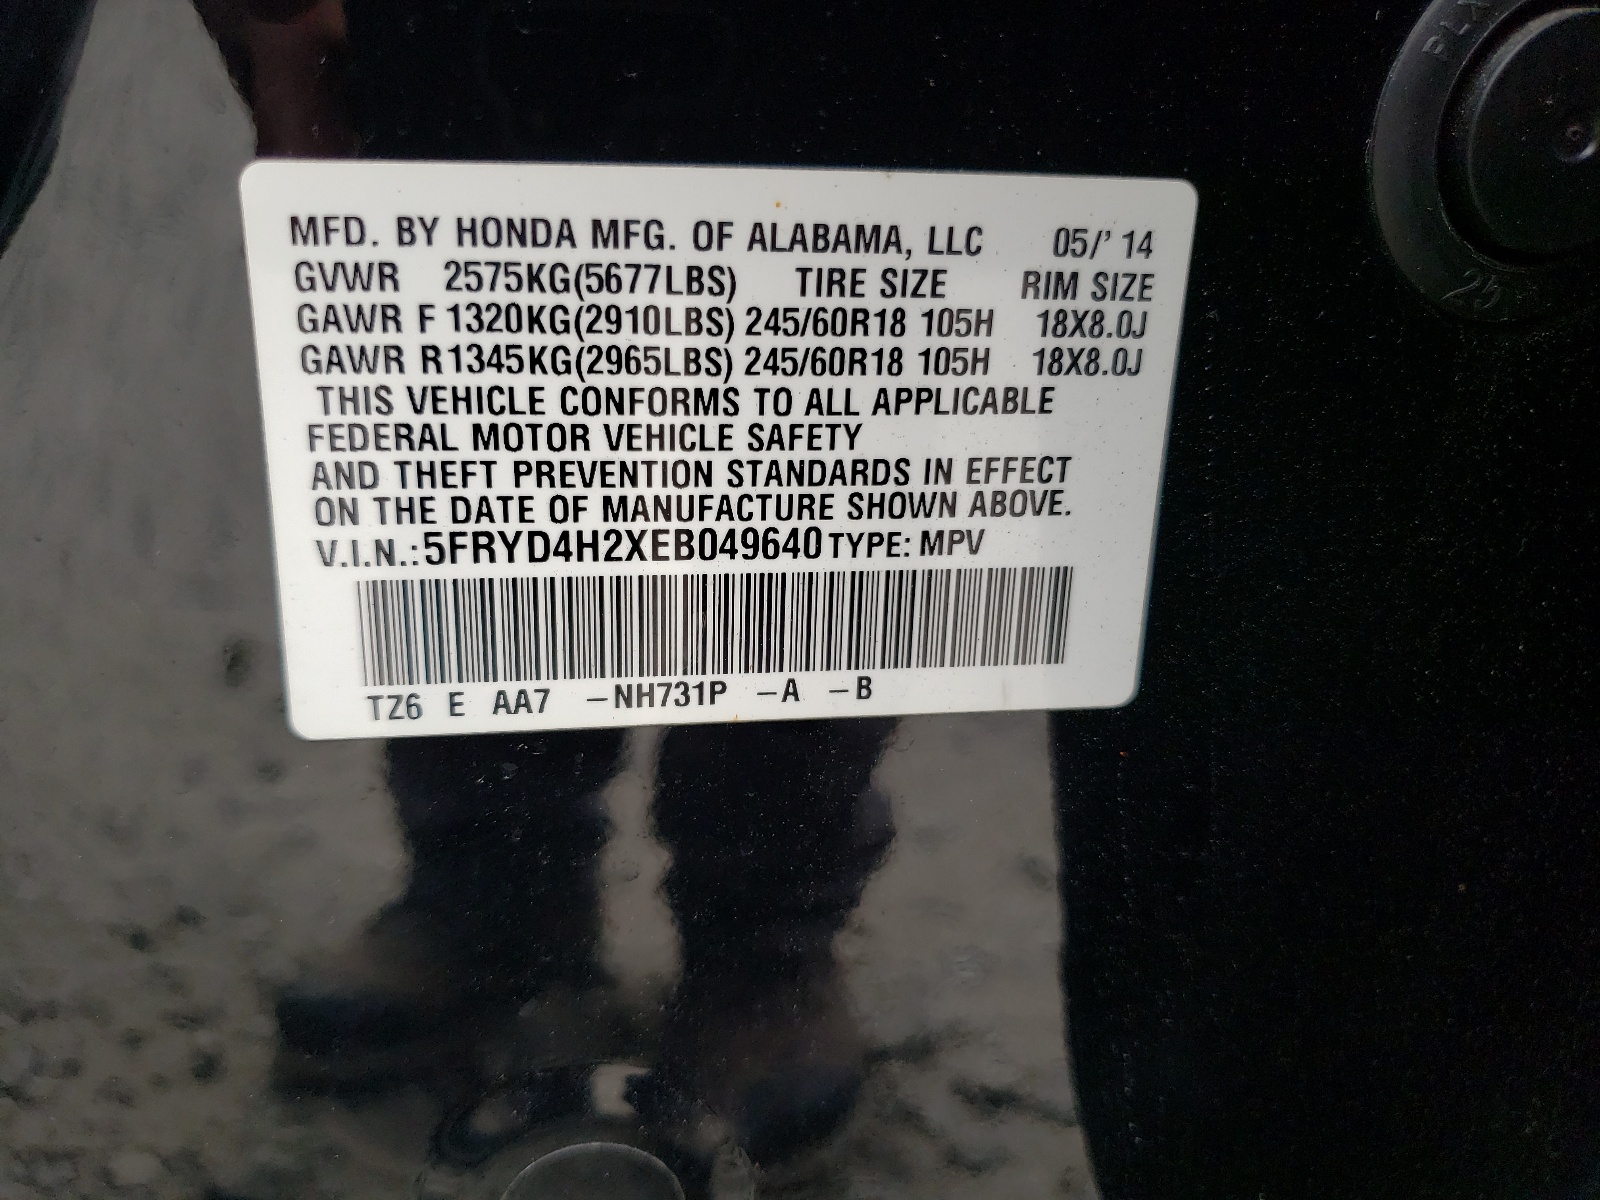 PLX
25
MFD. BY HONDA MFG. OF ALABAMA, LLC 05/' 14
GVWR 2575KG(5677LBS) TIRE SIZE RIM SIZE
GAWR F 1320KG(2910LBS) 245/60R18 105H 18X8.0J
GAWR R 1345KG(2965LBS) 245/60R18 105H 18X8.0J
THIS VEHICLE CONFORMS TO ALL APPLICABLE
FEDERAL MOTOR VEHICLE SAFETY
AND THEFT PREVENTION STANDARDS IN EFFECT
ON THE DATE OF MANUFACTURE SHOWN ABOVE.
V.I.N.: 5FRYD4H2XEB049640 TYPE: MPV
TZ6 E AA7 –NH731P –A –B